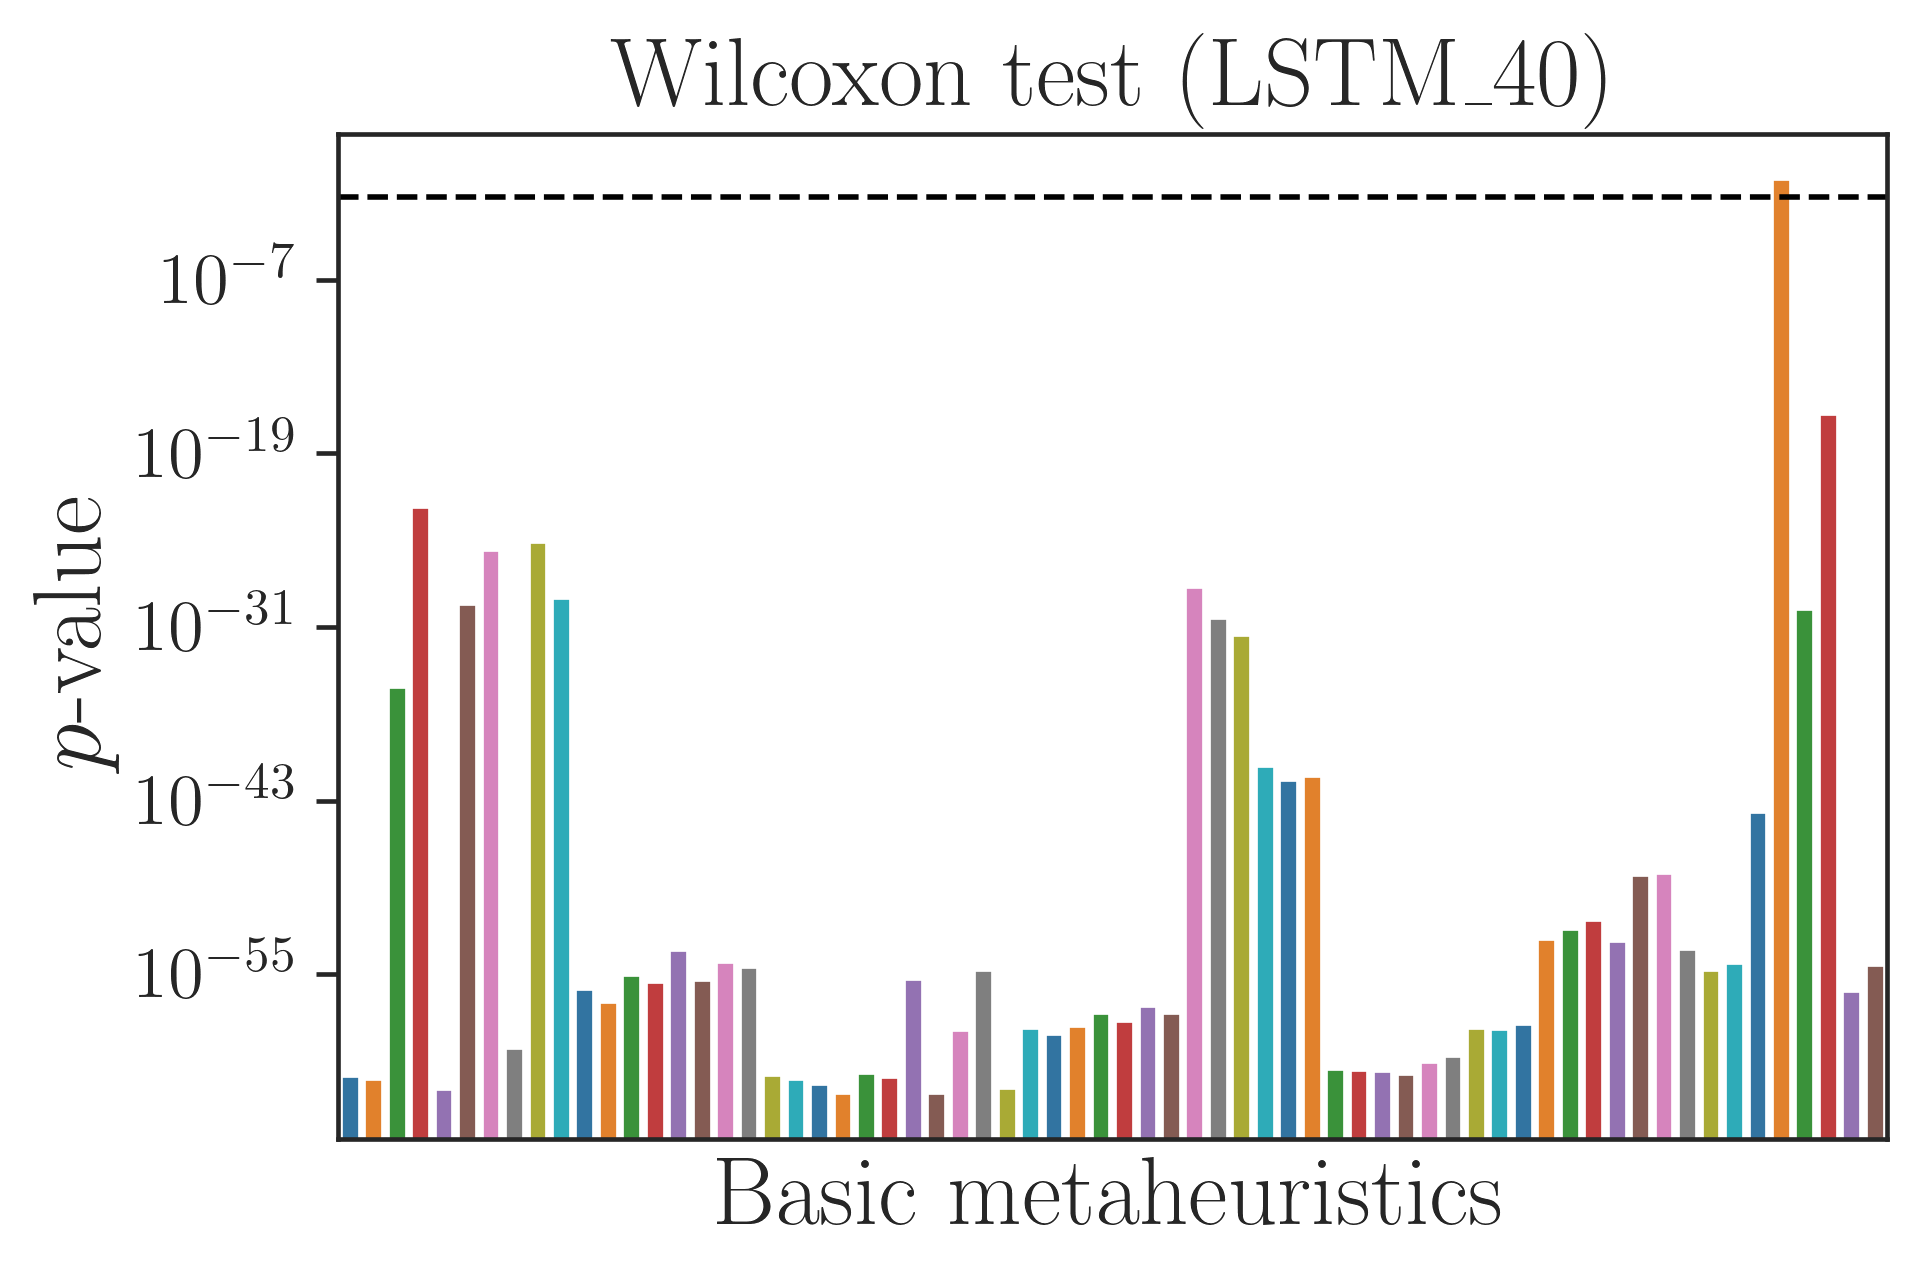 Wilcoxon test (LSTM_40)
10⁻⁷
10⁻¹⁹
10⁻³¹
10⁻⁴³
10⁻⁵⁵
p-value
Basic metaheuristics